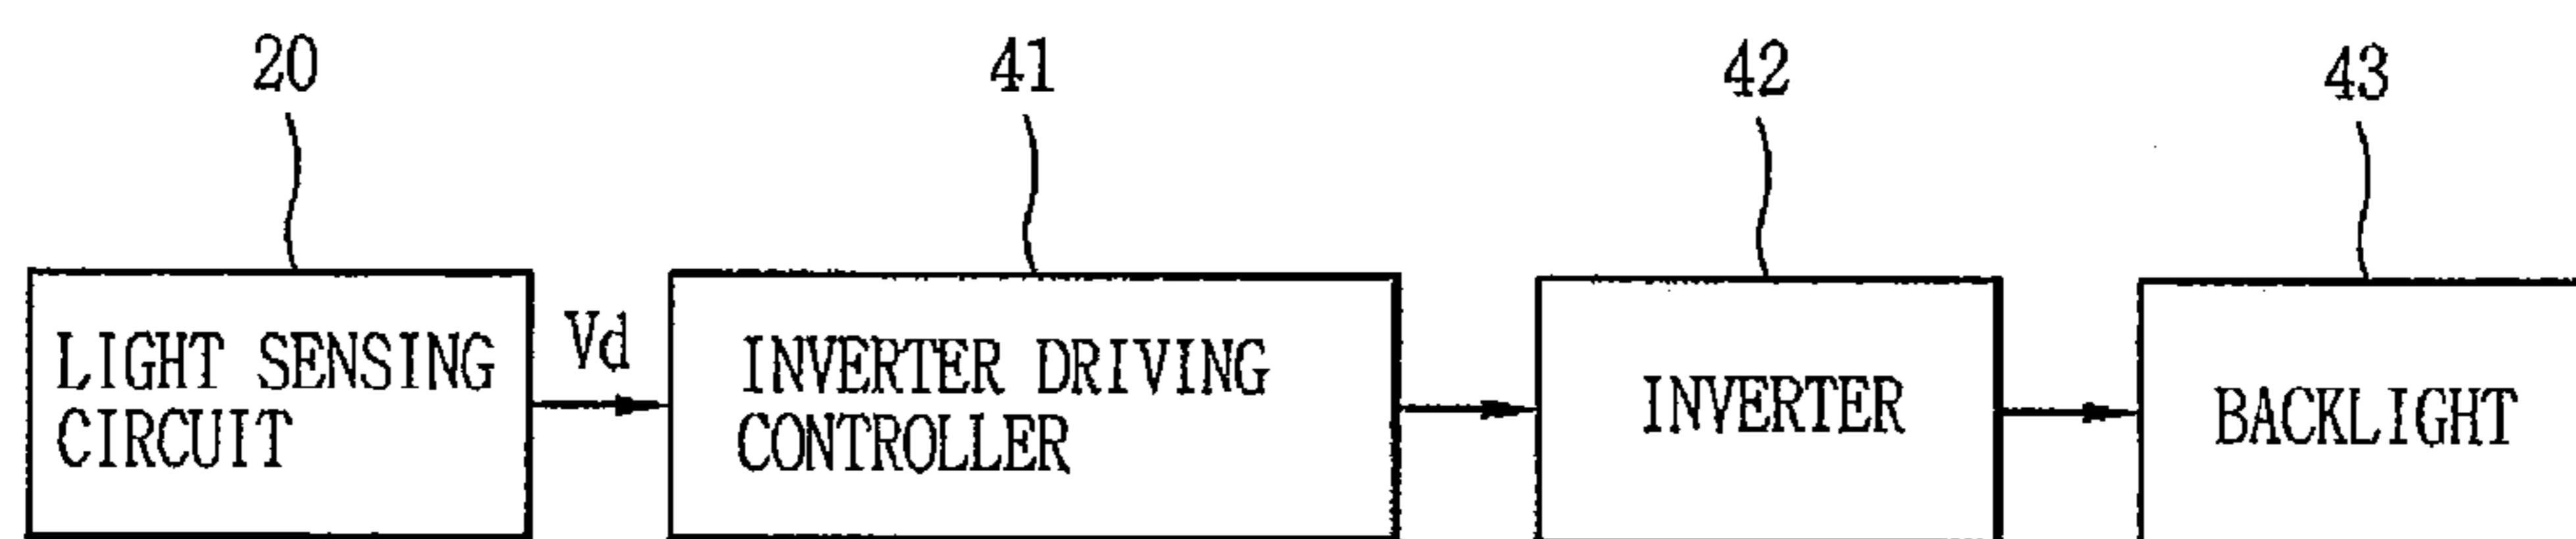 20
41
42
43
LIGHT SENSING
CIRCUIT
Vd
INVERTER DRIVING
CONTROLLER
INVERTER
BACKLIGHT